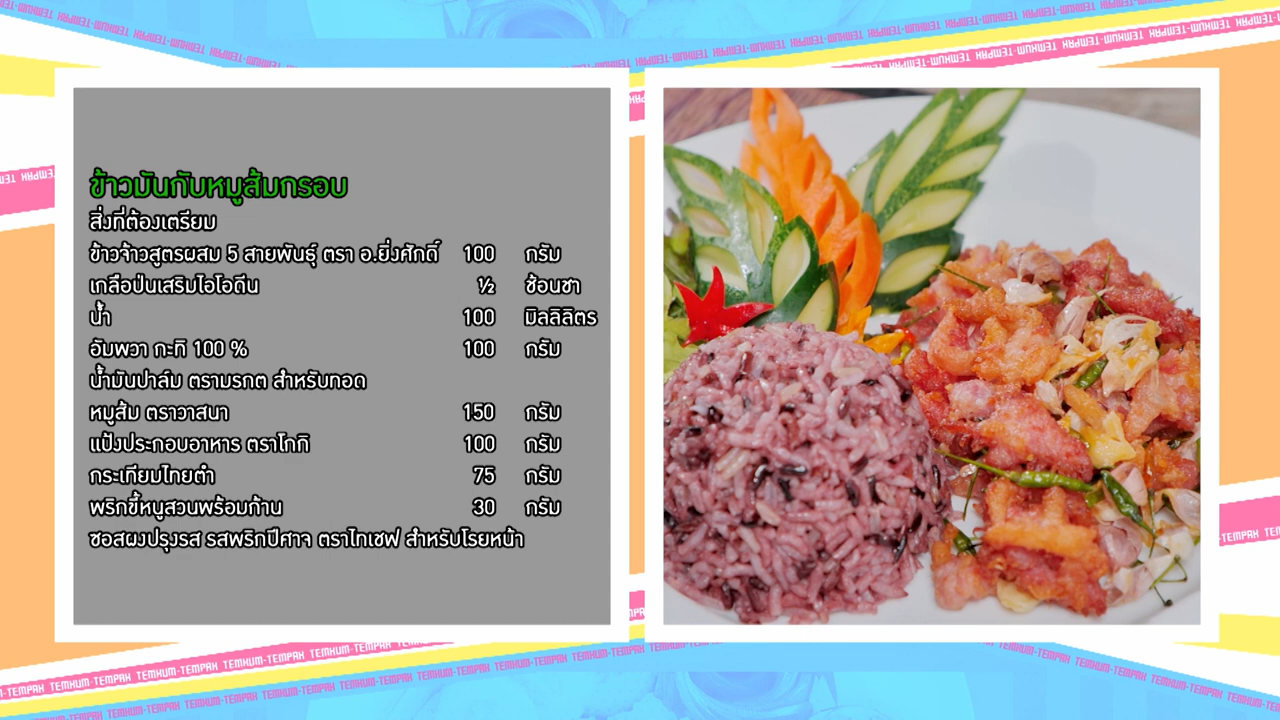 ข้าวมันกับหมูส้มกรอบ
สิ่งที่ต้องเตรียม
ข้าวจ้าวสูตรผสม 5 สายพันธุ์ ตรา อ.ยิ่งศักดิ์ 100 กรัม
เกลือป่นเสริมไอโอดีน ½ ช้อนชา
น้ำ 100 มิลลิลิตร
อัมพวา กะทิ 100 % 100 กรัม
น้ำมันปาล์ม ตรามรกต สำหรับทอด
หมูส้ม ตราวาสนา 150 กรัม
แป้งประกอบอาหาร ตราโกกิ 100 กรัม
กระเทียมไทยตำ 75 กรัม
พริกขี้หนูสวนพร้อมก้าน 30 กรัม
ซอสผงปรุงรส รสพริกปีศาจ ตราไทเชฟ สำหรับโรยหน้า
TEMHUM-TEMPAK TEMHUM-TEMPAK TEMHUM-TEMPAK